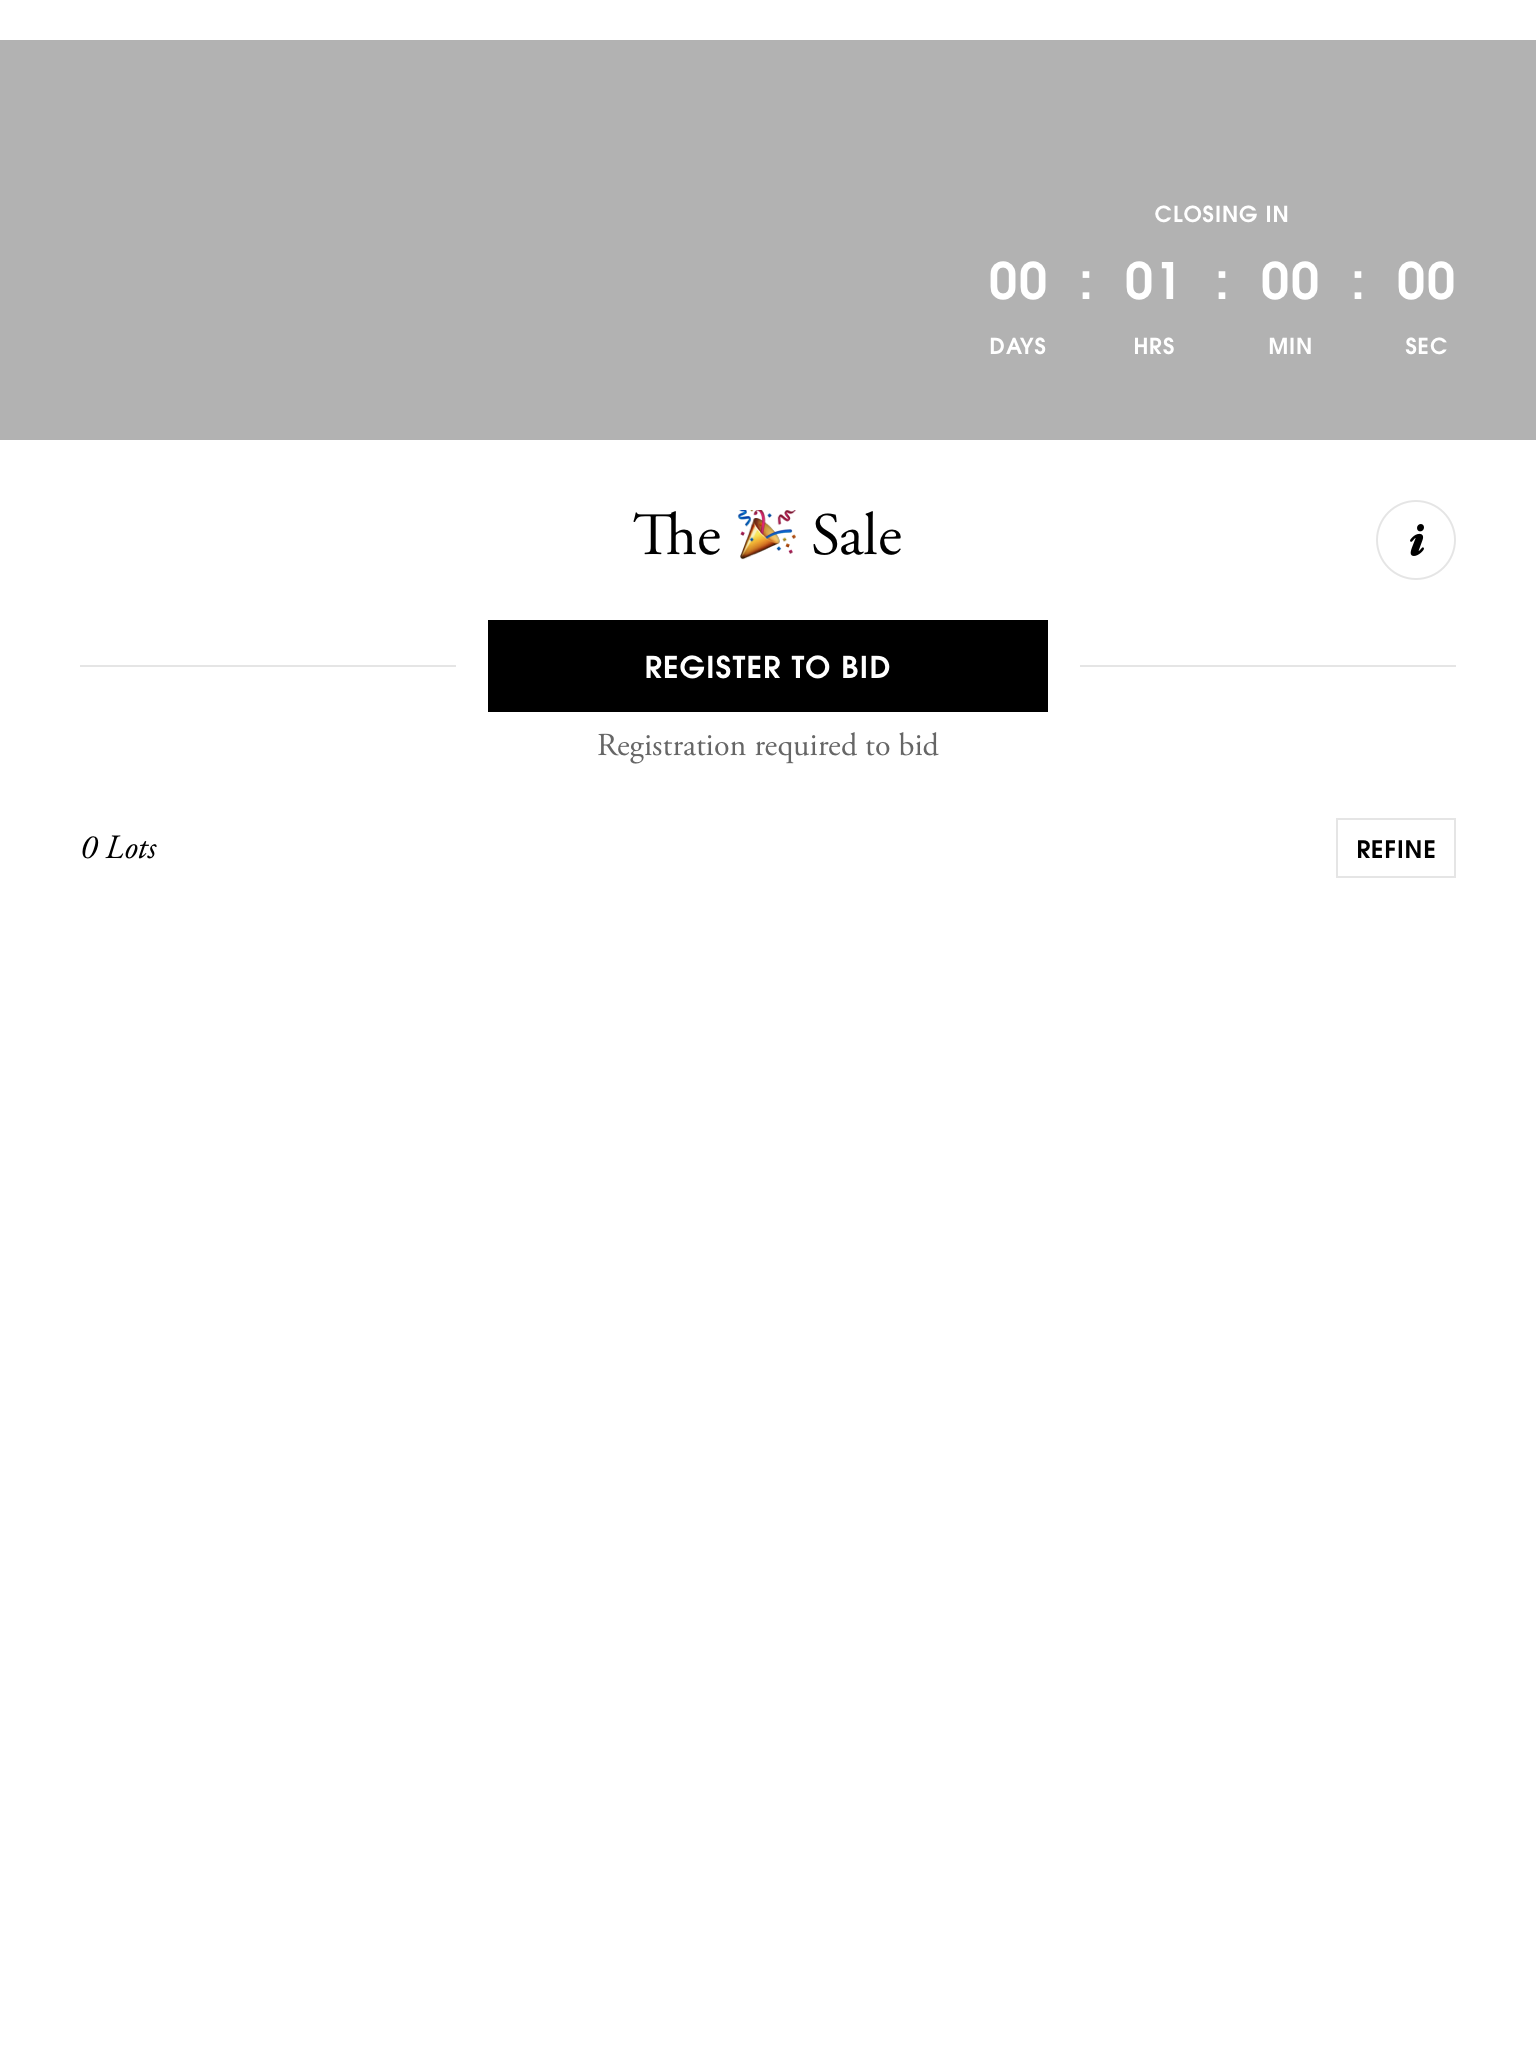 CLOSING IN
00 : 01 : 00 : 00
DAYS HRS MIN SEC
The 🎉 Sale
i
REGISTER TO BID
Registration required to bid
0 Lots
REFINE